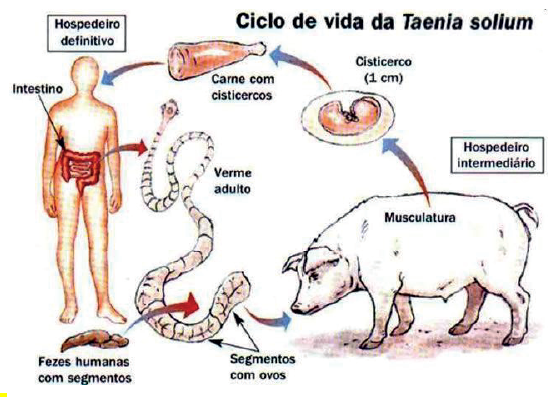 Ciclo de vida da Taenia solium
Hospedeiro
definitivo
Intestino
Carne com
cisticercos
Cisticerco
(1 cm)
Hospedeiro
intermediário
Verme
adulto
Musculatura
Fezes humanas
com segmentos
Segmentos
com ovos